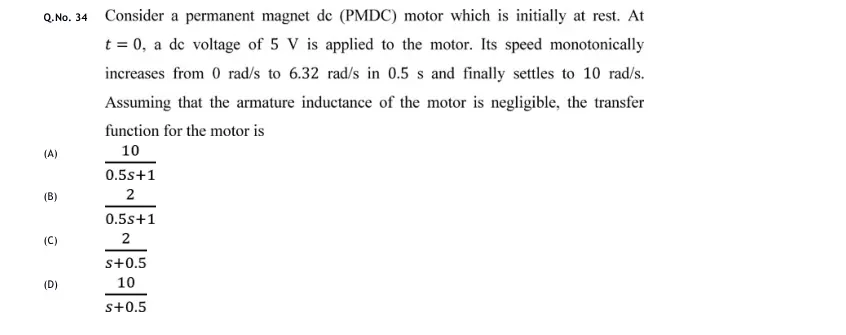 Q.No. 34 Consider a permanent magnet dc (PMDC) motor which is initially at rest. At
t = 0, a dc voltage of 5 V is applied to the motor. Its speed monotonically
increases from 0 rad/s to 6.32 rad/s in 0.5 s and finally settles to 10 rad/s.
Assuming that the armature inductance of the motor is negligible, the transfer
function for the motor is
(A) 10
0.5s+1
(B) 2
0.5s+1
(C) 2
s+0.5
(D) 10
s+0.5